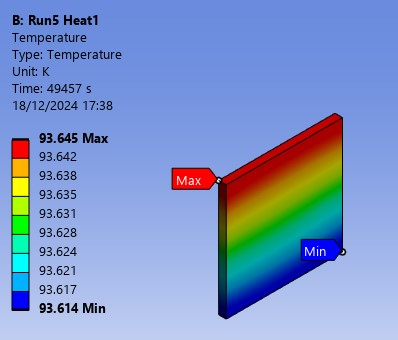 B: Run5 Heat1
Temperature
Type: Temperature
Unit: K
Time: 49457 s
18/12/2024 17:38
93.645 Max
93.642
93.638
93.635
93.631
93.628
93.624
93.621
93.617
93.614 Min
Max
Min